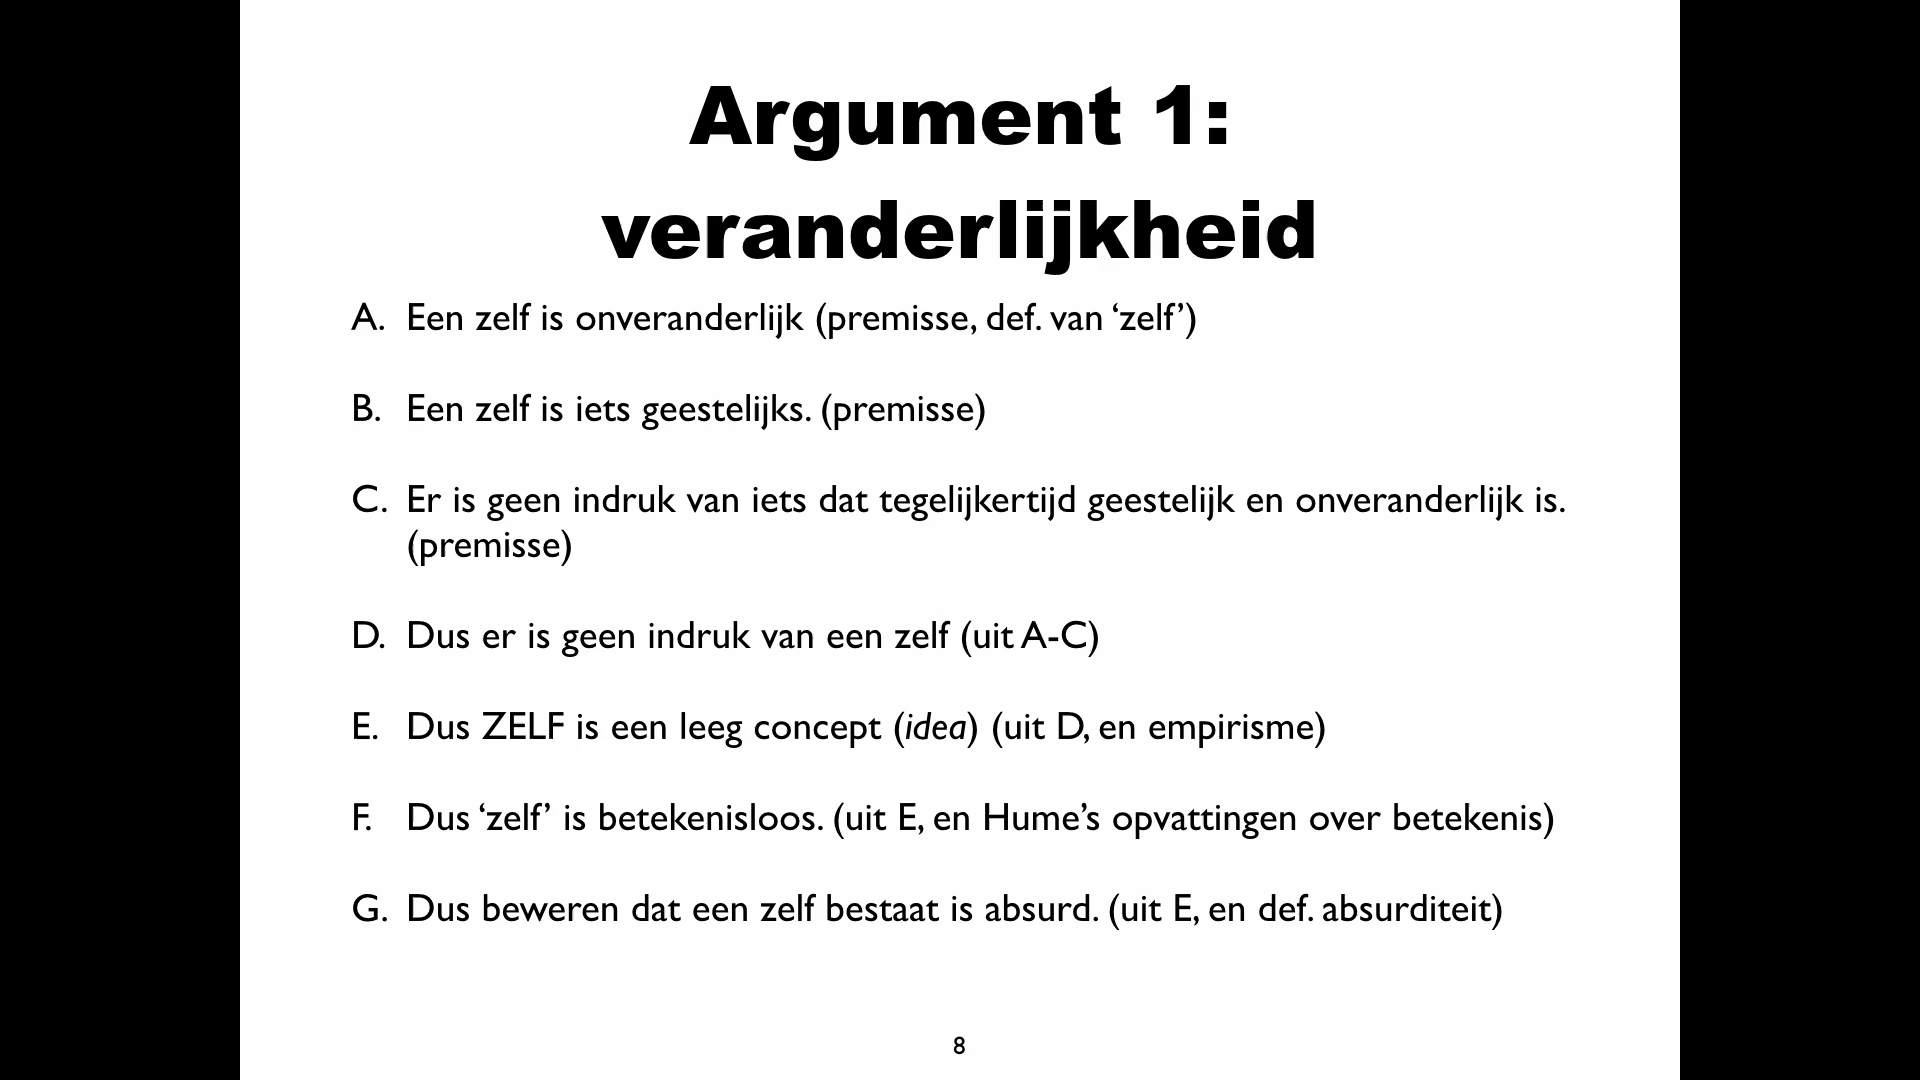 Argument 1:
veranderlijkheid
A. Een zelf is onveranderlijk (premisse, def. van ‘zelf’)
B. Een zelf is iets geestelijks. (premisse)
C. Er is geen indruk van iets dat tegelijkertijd geestelijk en onveranderlijk is.
(premisse)
D. Dus er is geen indruk van een zelf (uit A-C)
E. Dus ZELF is een leeg concept (idea) (uit D, en empirisme)
F. Dus ‘zelf’ is betekenisloos. (uit E, en Hume’s opvattingen over betekenis)
G. Dus beweren dat een zelf bestaat is absurd. (uit E, en def. absurditeit)
8